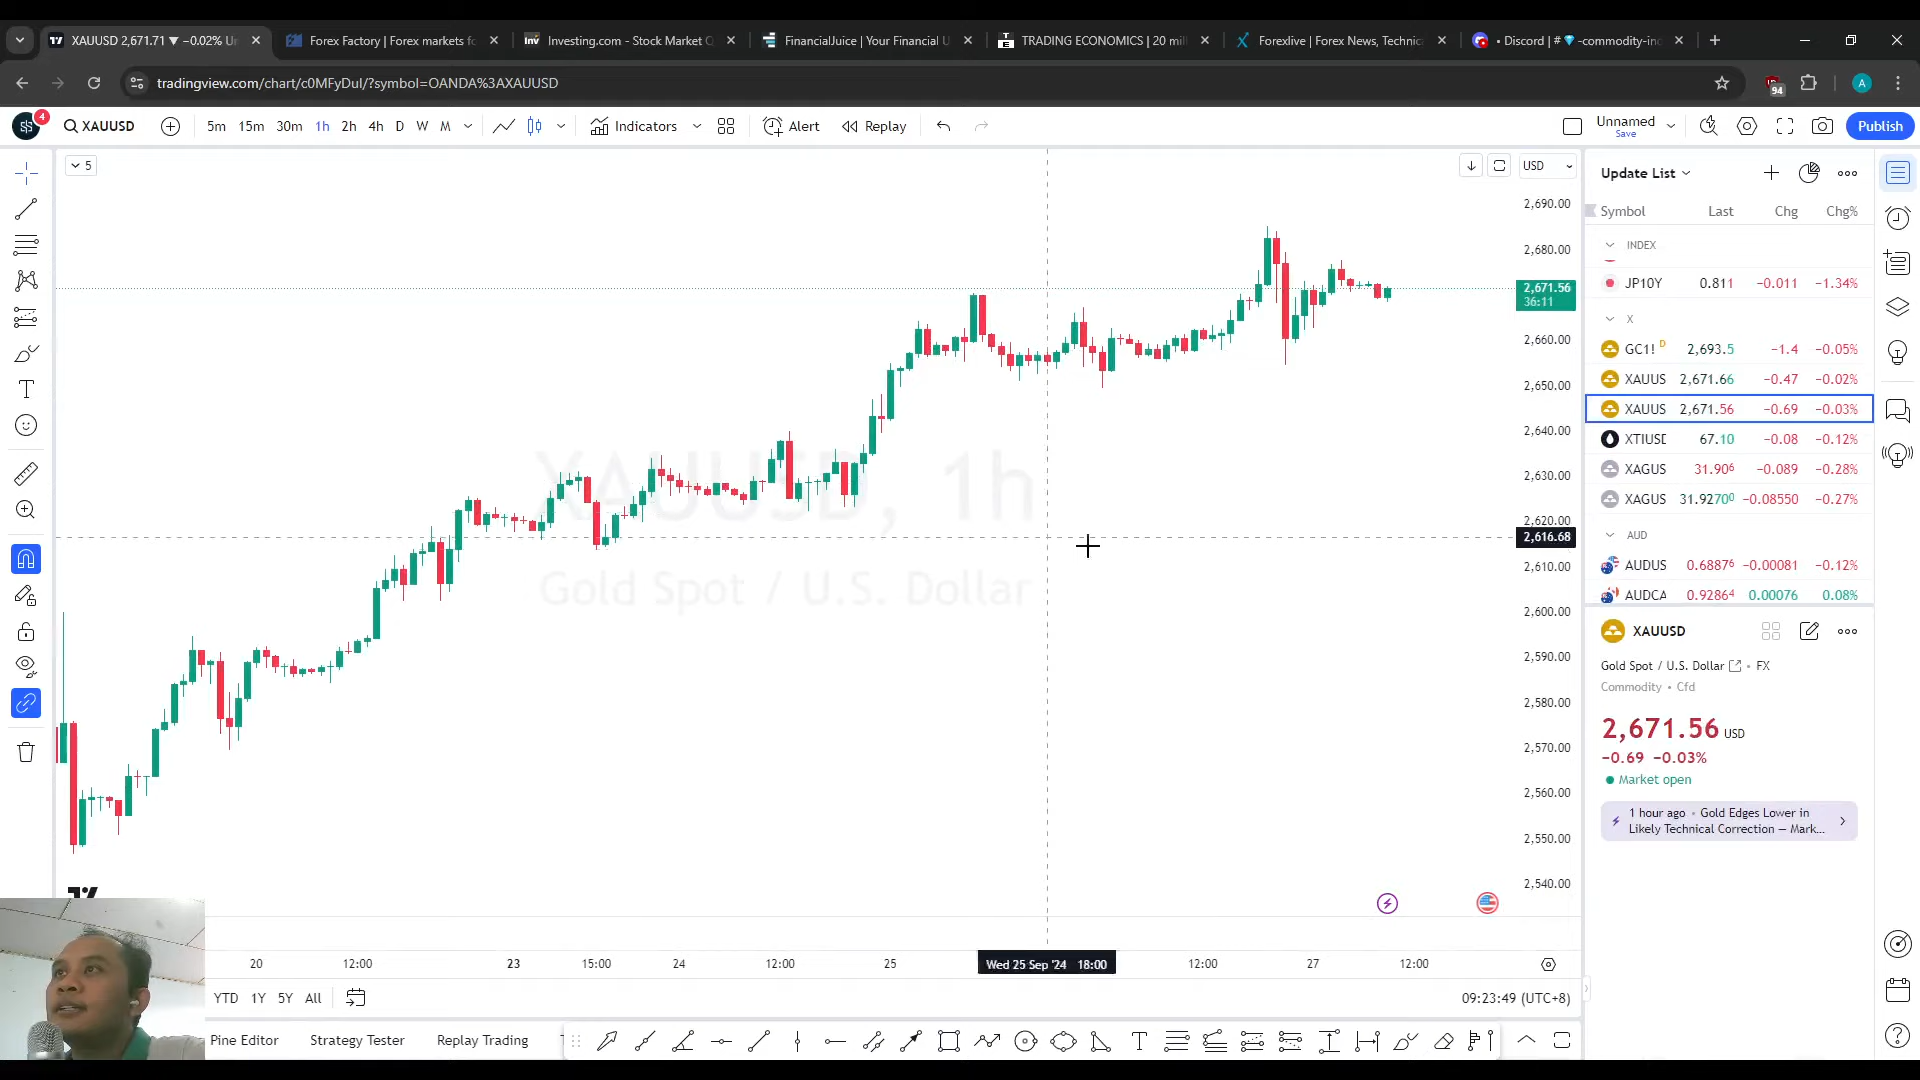 XAUUSD 2,671.71 ▼ −0.02% Un
Forex Factory | Forex markets fo
Investing.com - Stock Market Q
FinancialJuice | Your Financial U
TRADING ECONOMICS | 20 mil
Forexlive | Forex News, Technic
• Discord | # 💎-commodity-ind
tradingview.com/chart/c0MFyDuI/?symbol=OANDA%3AXAUUSD
94
A
4
XAUUSD
5m 15m 30m 1h 2h 4h D W M
Indicators
Alert
Replay
Unnamed
Save
Publish
5
USD
2,690.00
2,680.00
2,671.56
36:11
2,660.00
2,650.00
2,640.00
2,630.00
2,620.00
2,616.68
2,610.00
2,600.00
2,590.00
2,580.00
2,570.00
2,560.00
2,550.00
2,540.00
XAUUSD, 1h
Gold Spot / U.S. Dollar
20 12:00 23 15:00 24 12:00 25 Wed 25 Sep '24 18:00 12:00 27 12:00
YTD 1Y 5Y All
09:23:49 (UTC+8)
Pine Editor Strategy Tester Replay Trading
Update List
Symbol Last Chg Chg%
INDEX
JP10Y 0.811 −0.011 −1.34%
X
GC1! D 2,693.5 −1.4 −0.05%
XAUUS 2,671.66 −0.47 −0.02%
XAUUS 2,671.56 −0.69 −0.03%
XTIUSD 67.10 −0.08 −0.12%
XAGUS 31.906 −0.089 −0.28%
XAGUS 31.9270⁰ −0.08550 −0.27%
AUD
AUDUS 0.68876 −0.00081 −0.12%
AUDCA 0.92864 0.00076 0.08%
XAUUSD
Gold Spot / U.S. Dollar • FX
Commodity • Cfd
2,671.56 USD
−0.69 −0.03%
Market open
1 hour ago • Gold Edges Lower in
Likely Technical Correction — Mark...